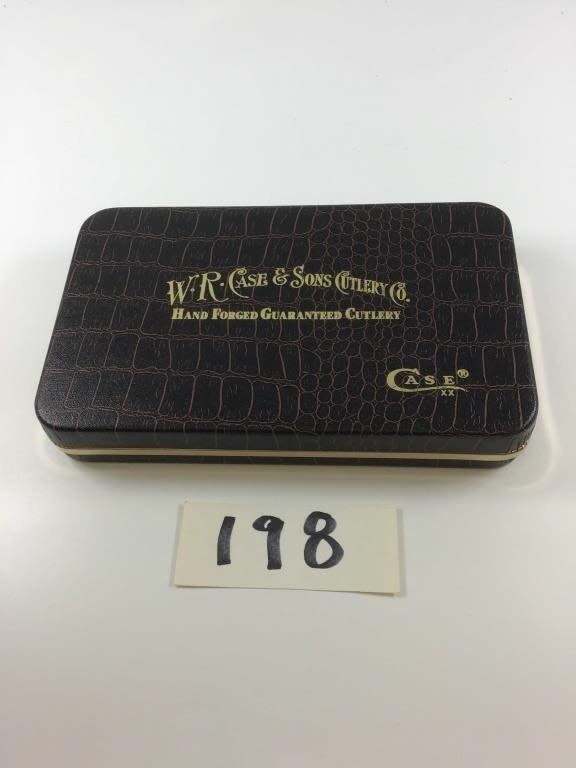 W.R. Case & Sons Cutlery Co.
Hand Forged Guaranteed Cutlery
CASE®
XX
198